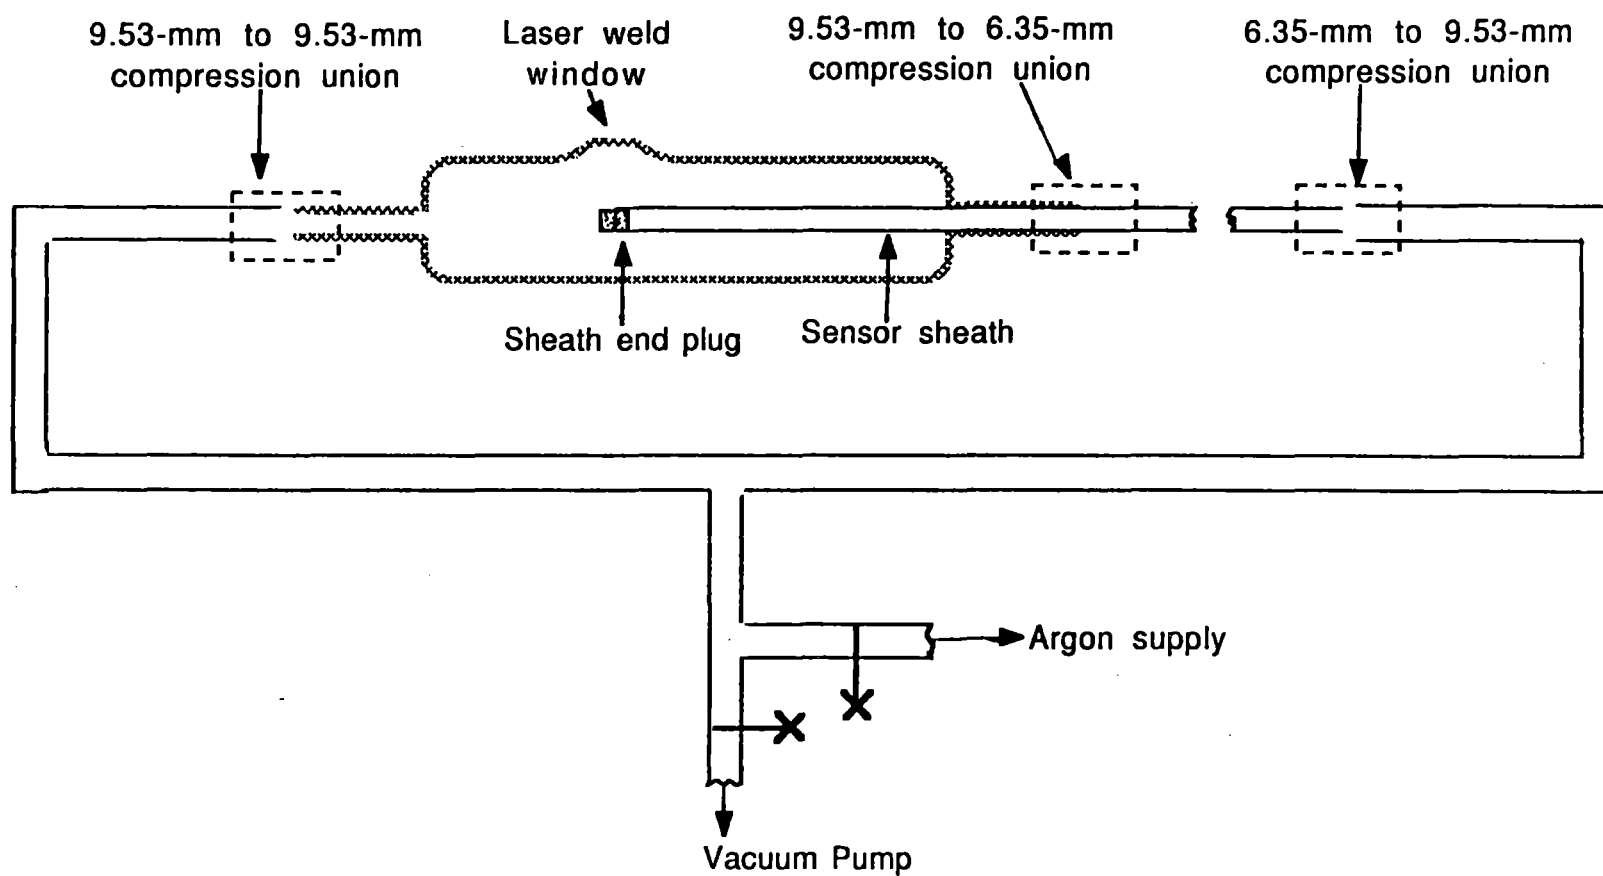 9.53-mm to 9.53-mm
compression union
Laser weld
window
9.53-mm to 6.35-mm
compression union
6.35-mm to 9.53-mm
compression union
Sheath end plug
Sensor sheath
Argon supply
Vacuum Pump